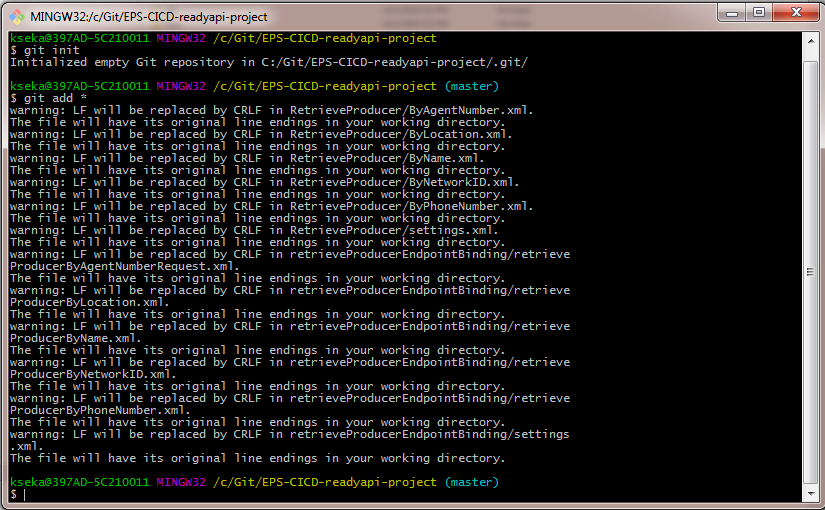 MINGW32:/c/Git/EPS-CICD-readyapi-project
kseka@397AD-5C210011 MINGW32 /c/Git/EPS-CICD-readyapi-project
$ git init
Initialized empty Git repository in C:/Git/EPS-CICD-readyapi-project/.git/
kseka@397AD-5C210011 MINGW32 /c/Git/EPS-CICD-readyapi-project (master)
$ git add *
warning: LF will be replaced by CRLF in RetrieveProducer/ByAgentNumber.xml.
The file will have its original line endings in your working directory.
warning: LF will be replaced by CRLF in RetrieveProducer/ByLocation.xml.
The file will have its original line endings in your working directory.
warning: LF will be replaced by CRLF in RetrieveProducer/ByName.xml.
The file will have its original line endings in your working directory.
warning: LF will be replaced by CRLF in RetrieveProducer/ByNetworkID.xml.
The file will have its original line endings in your working directory.
warning: LF will be replaced by CRLF in RetrieveProducer/ByPhoneNumber.xml.
The file will have its original line endings in your working directory.
warning: LF will be replaced by CRLF in RetrieveProducer/settings.xml.
The file will have its original line endings in your working directory.
warning: LF will be replaced by CRLF in retrieveProducerEndpointBinding/retrieve
ProducerByAgentNumberRequest.xml.
The file will have its original line endings in your working directory.
warning: LF will be replaced by CRLF in retrieveProducerEndpointBinding/retrieve
ProducerByLocation.xml.
The file will have its original line endings in your working directory.
warning: LF will be replaced by CRLF in retrieveProducerEndpointBinding/retrieve
ProducerByName.xml.
The file will have its original line endings in your working directory.
warning: LF will be replaced by CRLF in retrieveProducerEndpointBinding/retrieve
ProducerByNetworkID.xml.
The file will have its original line endings in your working directory.
warning: LF will be replaced by CRLF in retrieveProducerEndpointBinding/retrieve
ProducerByPhoneNumber.xml.
The file will have its original line endings in your working directory.
warning: LF will be replaced by CRLF in retrieveProducerEndpointBinding/settings
.xml.
The file will have its original line endings in your working directory.
kseka@397AD-5C210011 MINGW32 /c/Git/EPS-CICD-readyapi-project (master)
$